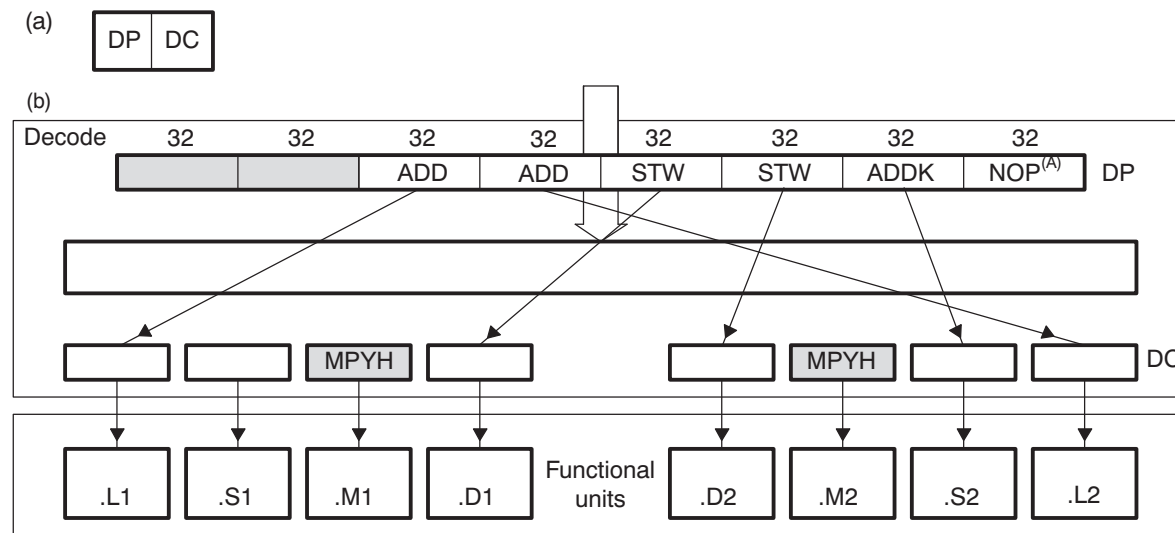 (a)
DP DC
(b)
Decode 32 32 32 32 32 32 32 32
ADD ADD STW STW ADDK NOP(A) DP
MPYH MPYH DC
.L1 .S1 .M1 .D1 Functional units .D2 .M2 .S2 .L2